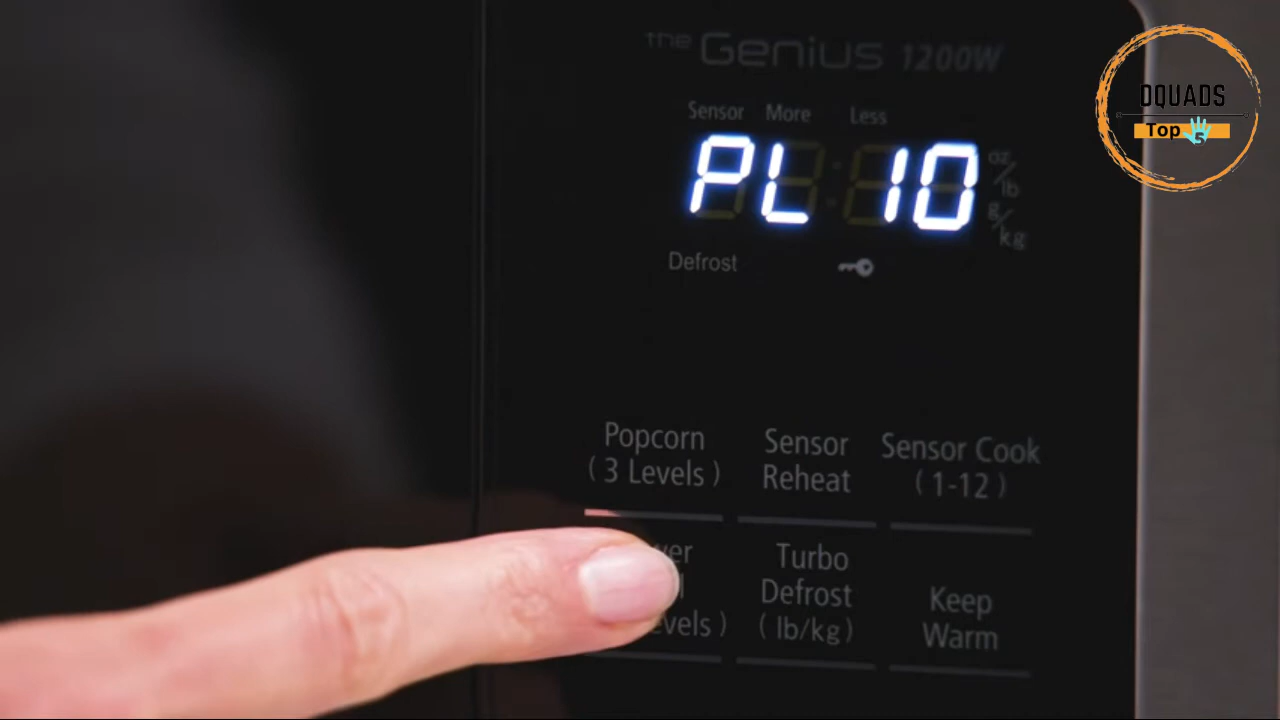 the Genius 1200W
DQUADS
Top 5
Sensor More Less
PL 10
oz/lb
g/kg
Defrost
Popcorn
(3 Levels)
Sensor
Reheat
Sensor Cook
(1-12)
Turbo
Defrost
(lb/kg)
Keep
Warm